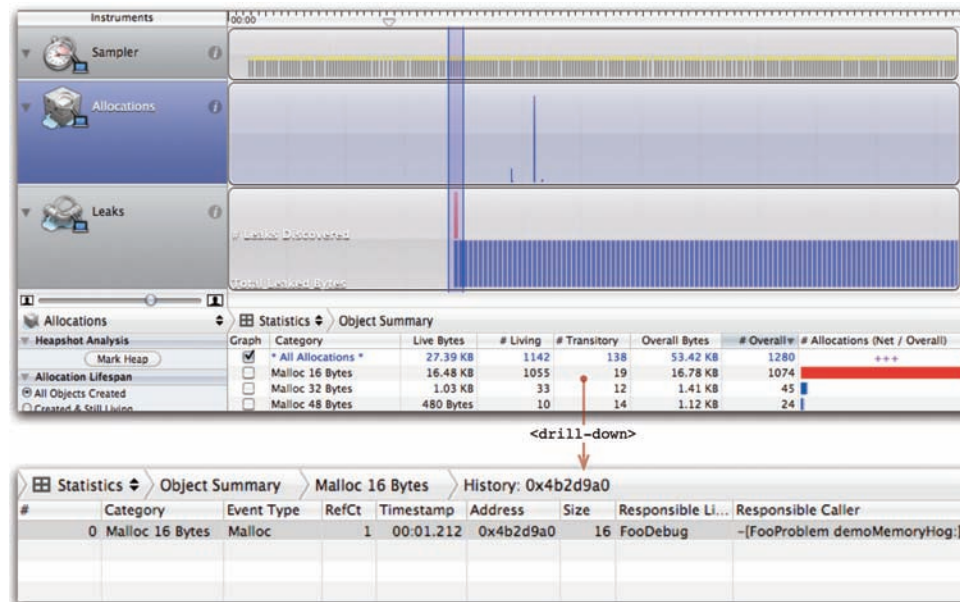 Instruments
00:00
Sampler
Allocations
Leaks
# Leaks Discovered
Total Leaked Bytes
Allocations
Statistics Object Summary
Heapshot Analysis
Mark Heap
Allocation Lifespan
All Objects Created
Created & Still Living
Graph Category Live Bytes # Living # Transitory Overall Bytes # Overall # Allocations (Net / Overall)
* All Allocations * 27.39 KB 1142 138 53.42 KB 1280 +++
Malloc 16 Bytes 16.48 KB 1055 19 16.78 KB 1074
Malloc 32 Bytes 1.03 KB 33 12 1.41 KB 45
Malloc 48 Bytes 480 Bytes 10 14 1.12 KB 24
<drill-down>
Statistics Object Summary Malloc 16 Bytes History: 0x4b2d9a0
# Category Event Type RefCt Timestamp Address Size Responsible Li... Responsible Caller
0 Malloc 16 Bytes Malloc 1 00:01.212 0x4b2d9a0 16 FooDebug -[FooProblem demoMemoryHog:]